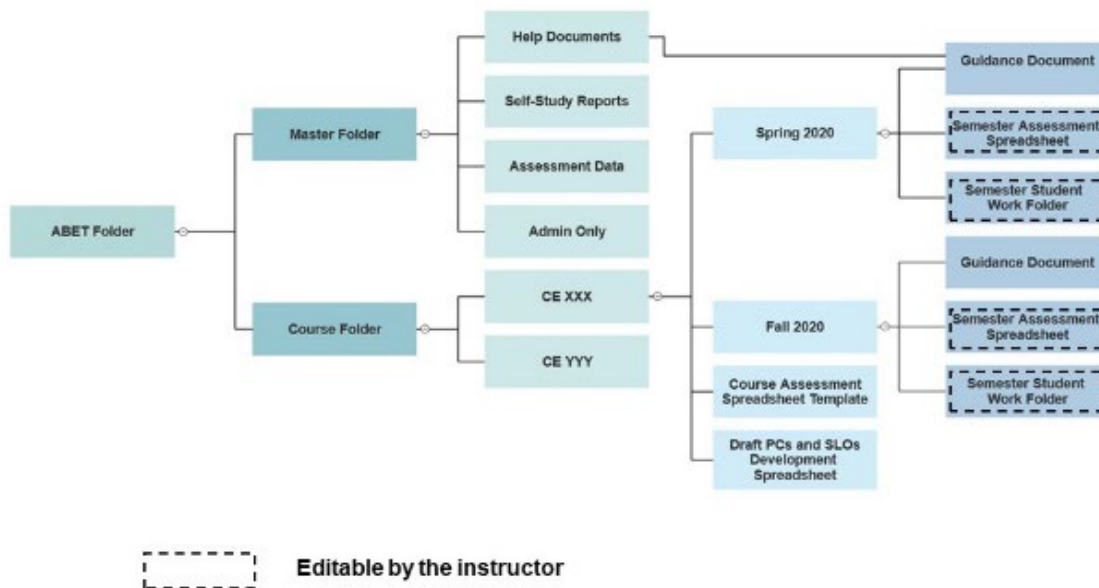 ABET Folder
Master Folder
Course Folder
Help Documents
Self-Study Reports
Assessment Data
Admin Only
CE XXX
CE YYY
Spring 2020
Fall 2020
Course Assessment
Spreadsheet Template
Draft PCs and SLOs
Development
Spreadsheet
Guidance Document
Semester Assessment
Spreadsheet
Semester Student
Work Folder
Guidance Document
Semester Assessment
Spreadsheet
Semester Student
Work Folder
Editable by the instructor